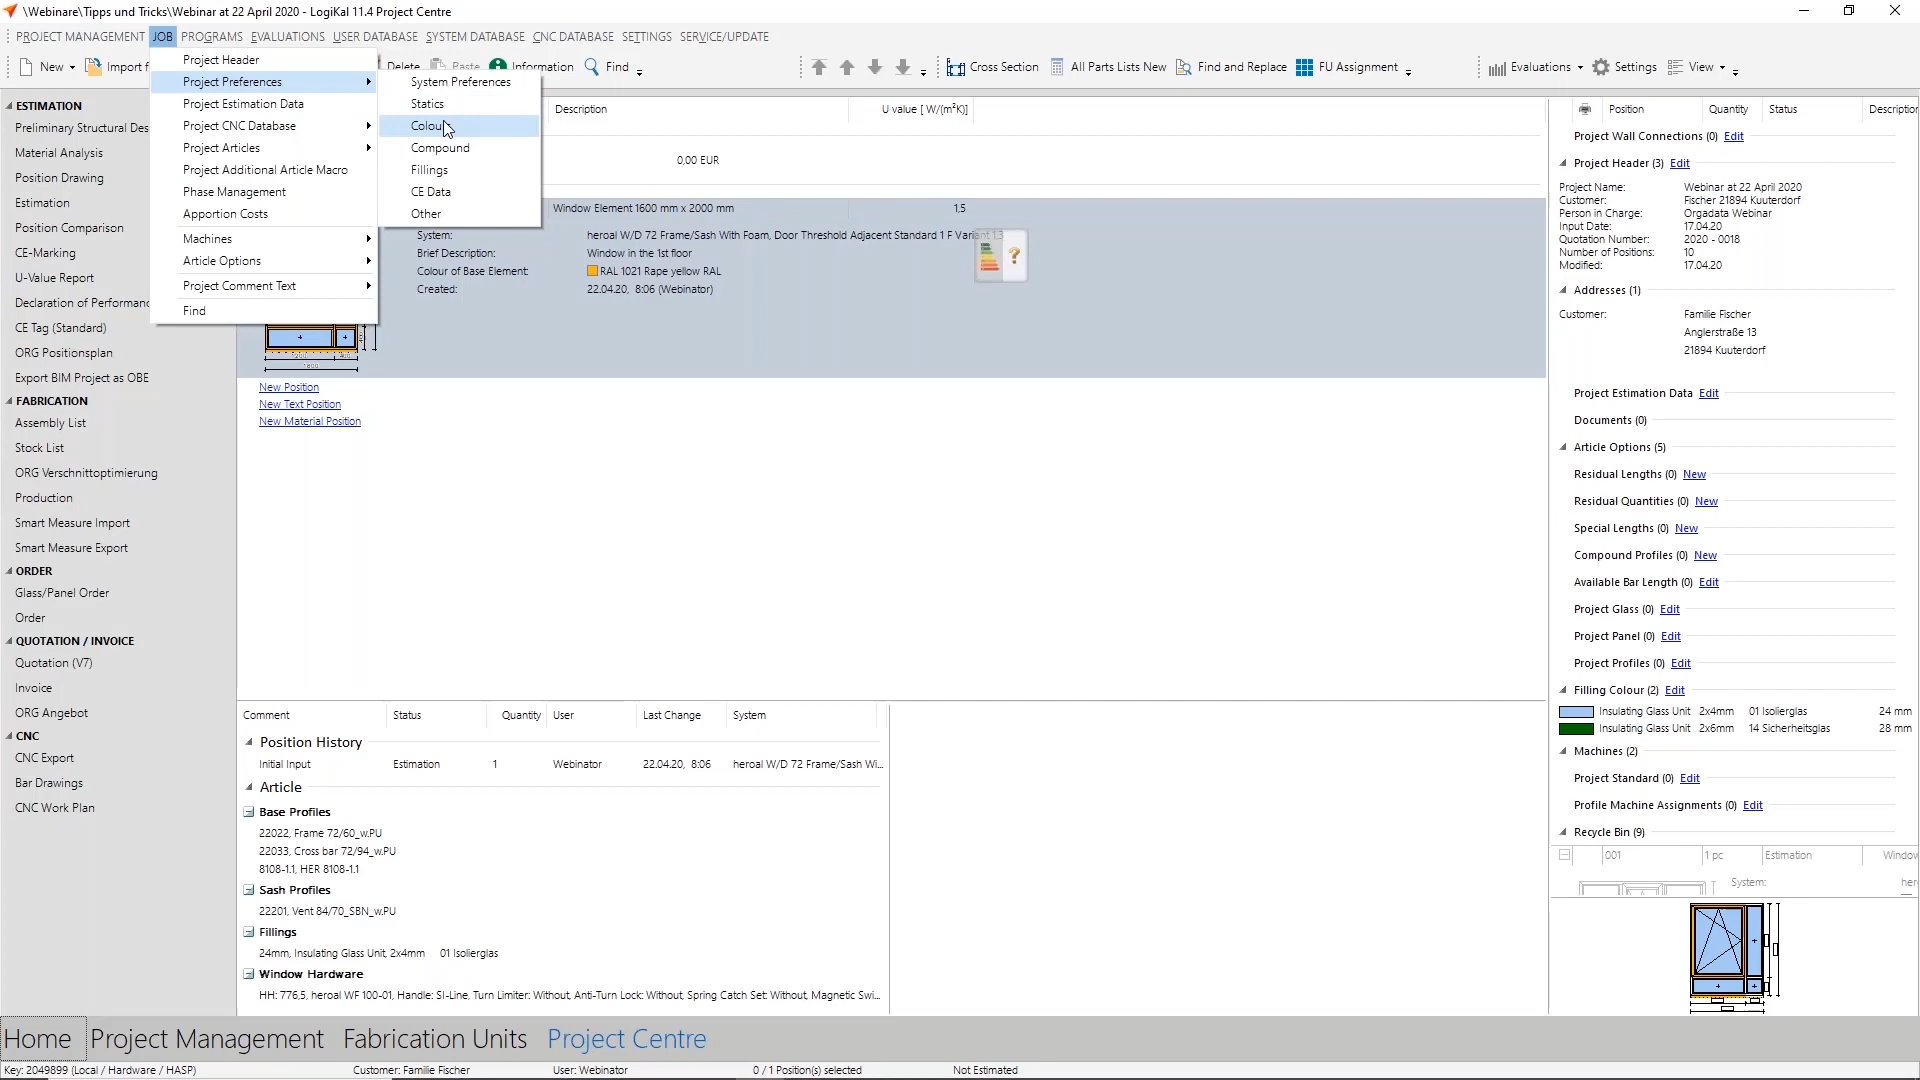 \Webinare\Tipps und Tricks\Webinar at 22 April 2020 - LogiKal 11.4 Project Centre
PROJECT MANAGEMENT JOB PROGRAMS EVALUATIONS USER DATABASE SYSTEM DATABASE CNC DATABASE SETTINGS SERVICE/UPDATE
New Import f Delete Paste Information Find Cross Section All Parts Lists New Find and Replace FU Assignment Evaluations Settings View
Project Header
Project Preferences
Project Estimation Data
Project CNC Database
Project Articles
Project Additional Article Macro
Phase Management
Apportion Costs
Machines
Article Options
Project Comment Text
Find
System Preferences
Statics
Colou
Compound
Fillings
CE Data
Other
ESTIMATION
Preliminary Structural Des
Material Analysis
Position Drawing
Estimation
Position Comparison
CE-Marking
U-Value Report
Declaration of Performanc
CE Tag (Standard)
ORG Positionsplan
Export BIM Project as OBE
FABRICATION
Assembly List
Stock List
ORG Verschnittoptimierung
Production
Smart Measure Import
Smart Measure Export
ORDER
Glass/Panel Order
Order
QUOTATION / INVOICE
Quotation (V7)
Invoice
ORG Angebot
CNC
CNC Export
Bar Drawings
CNC Work Plan
Description U value [ W/(m²K)]
0,00 EUR
Window Element 1600 mm x 2000 mm 1,5
System: heroal W/D 72 Frame/Sash With Foam, Door Threshold Adjacent Standard 1 F Variant 1,3
Brief Description: Window in the 1st floor
Colour of Base Element: RAL 1021 Rape yellow RAL
Created: 22.04.20, 8:06 (Webinator)
New Position
New Text Position
New Material Position
Comment Status Quantity User Last Change System
Position History
Initial Input Estimation 1 Webinator 22.04.20, 8:06 heroal W/D 72 Frame/Sash Wi...
Article
Base Profiles
22022, Frame 72/60_w.PU
22033, Cross bar 72/94_w.PU
8108-1.1, HER 8108-1.1
Sash Profiles
22201, Vent 84/70_SBN_w.PU
Fillings
24mm, Insulating Glass Unit, 2x4mm 01 Isolierglas
Window Hardware
HH: 776,5, heroal WF 100-01, Handle: SI-Line, Turn Limiter: Without, Anti-Turn Lock: Without, Spring Catch Set: Without, Magnetic Swi...
Position Quantity Status Descriptio
Project Wall Connections (0) Edit
Project Header (3) Edit
Project Name: Webinar at 22 April 2020
Customer: Fischer 21894 Kuuterdorf
Person in Charge: Orgadata Webinar
Input Date: 17.04.20
Quotation Number: 2020 - 0018
Number of Positions: 10
Modified: 17.04.20
Addresses (1)
Customer: Familie Fischer
Anglerstraße 13
21894 Kuuterdorf
Project Estimation Data Edit
Documents (0)
Article Options (5)
Residual Lengths (0) New
Residual Quantities (0) New
Special Lengths (0) New
Compound Profiles (0) New
Available Bar Length (0) Edit
Project Glass (0) Edit
Project Panel (0) Edit
Project Profiles (0) Edit
Filling Colour (2) Edit
Insulating Glass Unit 2x4mm 01 Isolierglas 24 mm
Insulating Glass Unit 2x6mm 14 Sicherheitsglas 28 mm
Machines (2)
Project Standard (0) Edit
Profile Machine Assignments (0) Edit
Recycle Bin (9)
001 1 pc Estimation Window
System: her
Home Project Management Fabrication Units Project Centre
Key: 2049899 (Local / Hardware / HASP) Customer: Familie Fischer User: Webinator 0 / 1 Position(s) selected Not Estimated